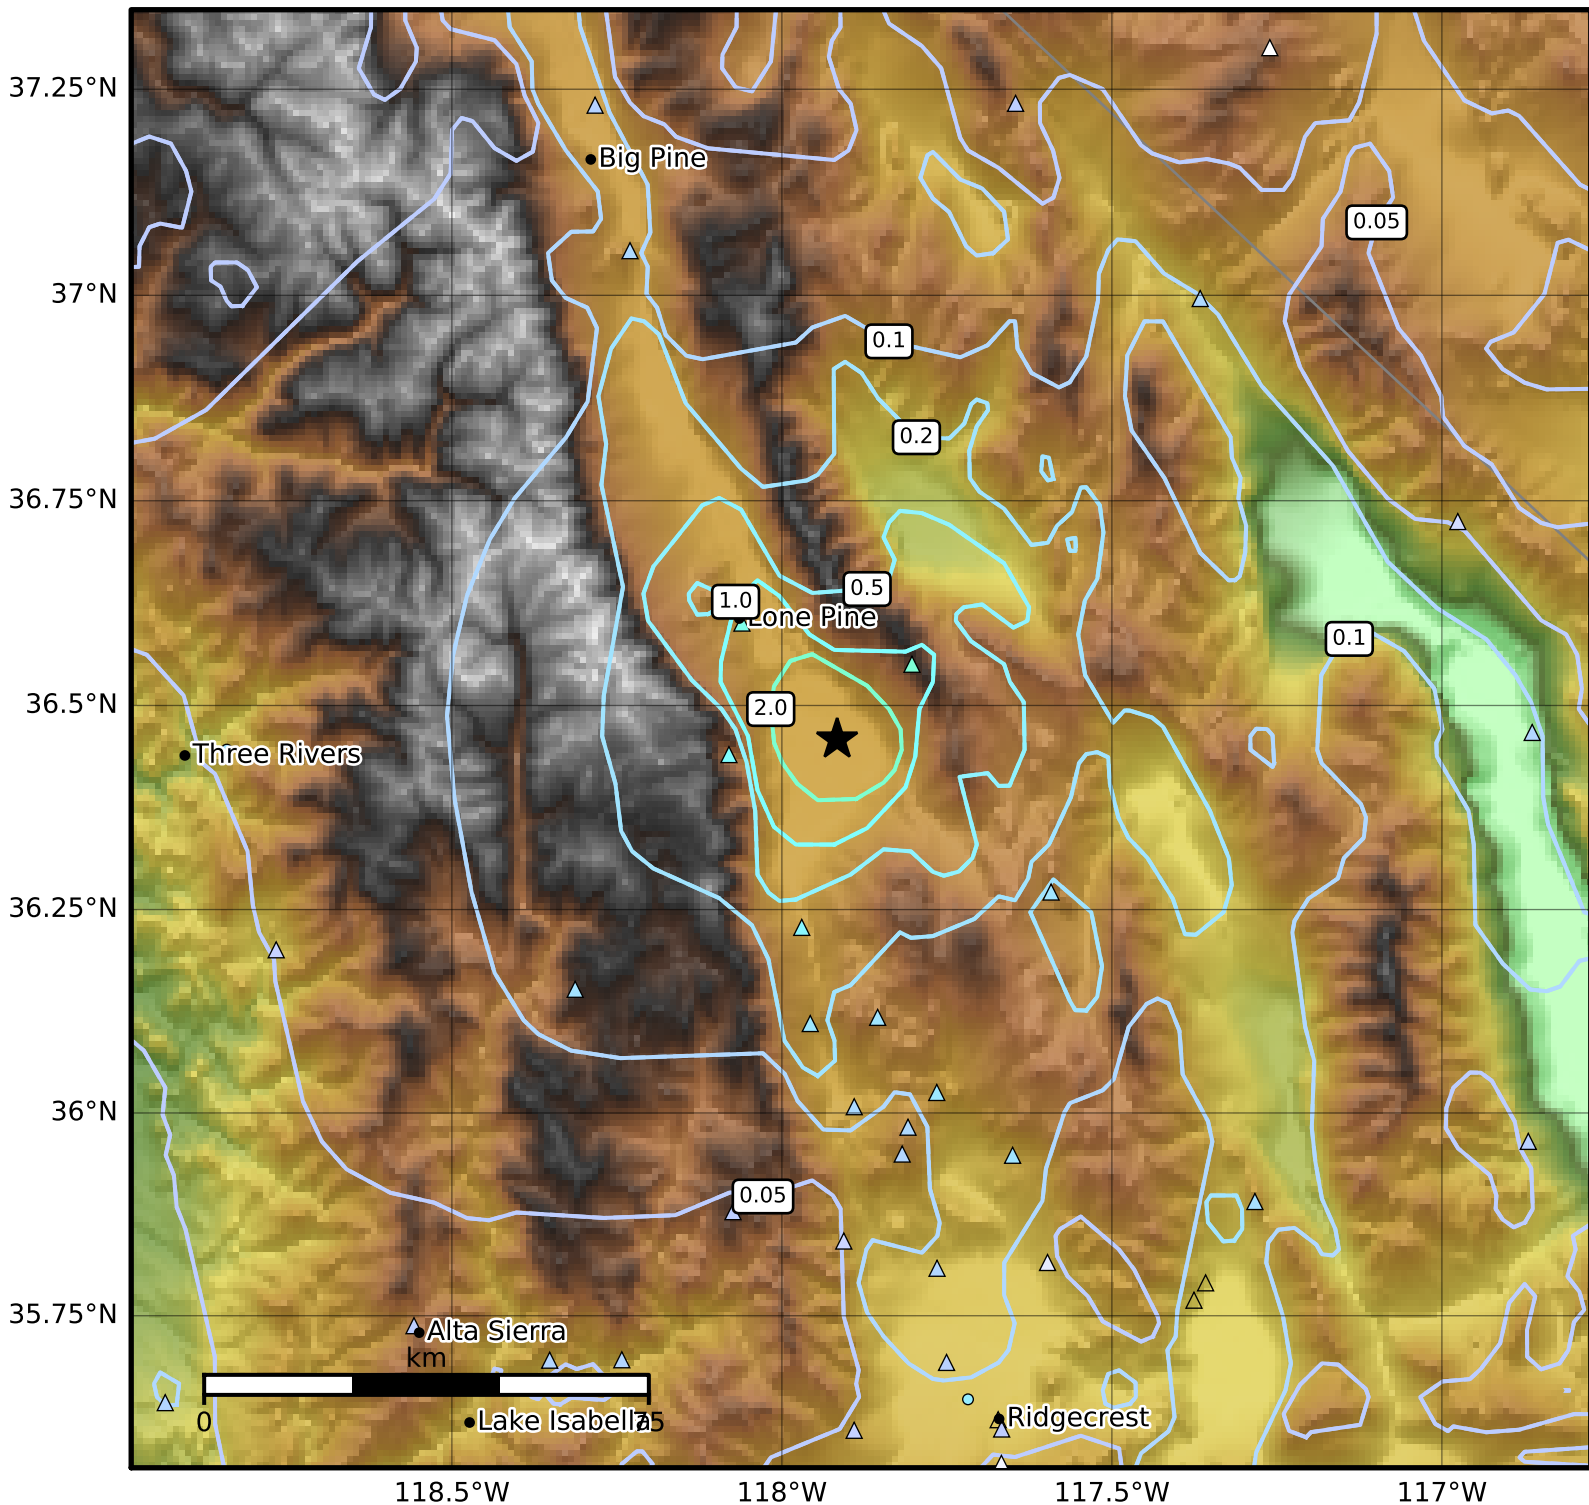 37.25°N
Big Pine
0.05
37°N
0.1
0.2
36.75°N
0.5
1.0
Lone Pine
0.1
36.5°N
2.0
Three Rivers
36.25°N
36°N
0.05
35.75°N
Alta Sierra
km
0
75
Lake Isabella
Ridgecrest
118.5°W
118°W
117.5°W
117°W